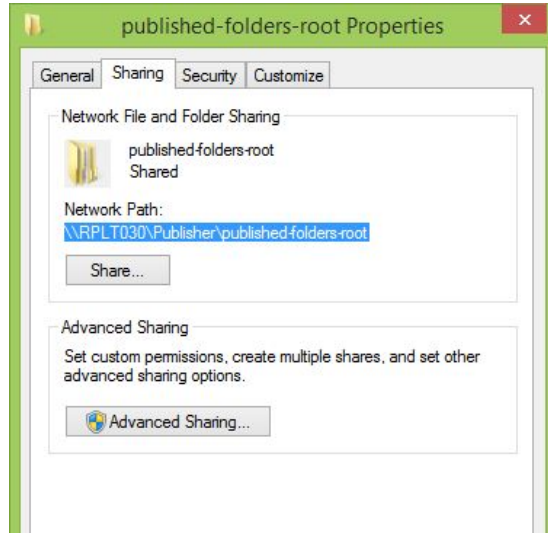 published-folders-root Properties
General
Sharing
Security
Customize
Network File and Folder Sharing
published-folders-root
Shared
Network Path:
\\RPLT030\Publisher\published-folders-root
Share...
Advanced Sharing
Set custom permissions, create multiple shares, and set other
advanced sharing options.
Advanced Sharing...